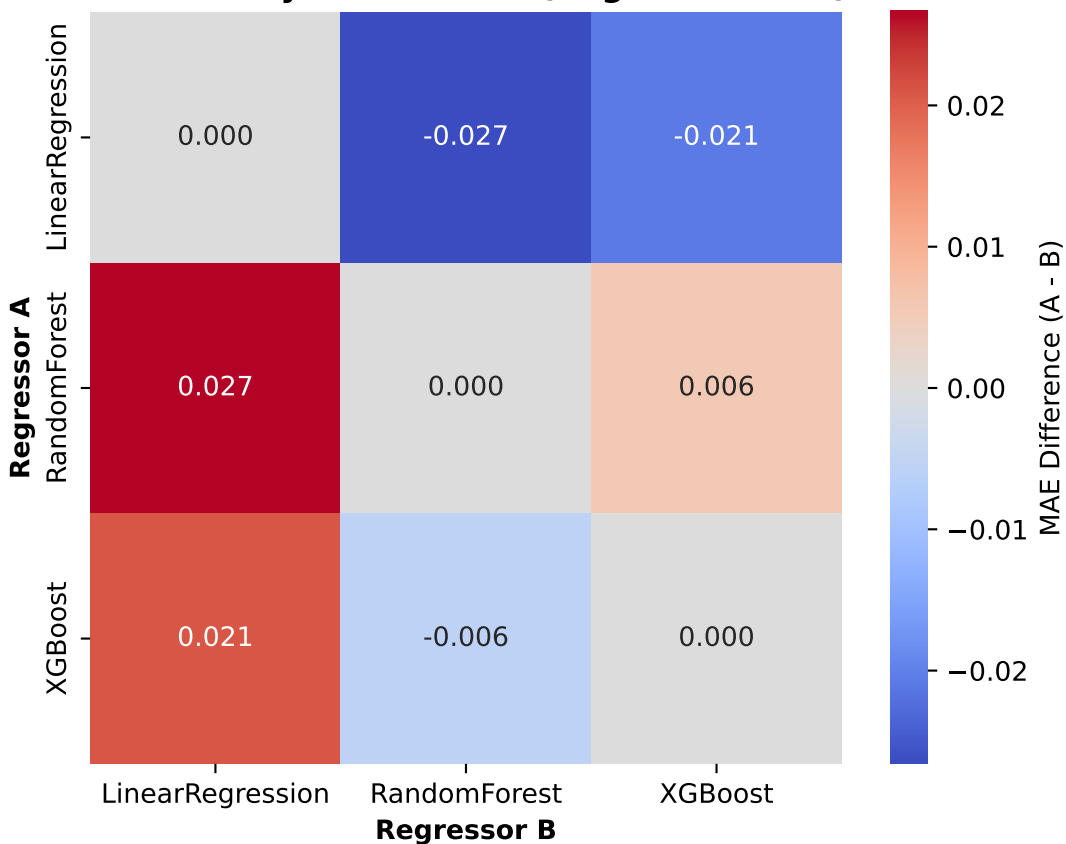 LinearRegression
0.000
-0.027
-0.021
0.02
0.01
Regressor A
RandomForest
0.027
0.000
0.006
0.00
MAE Difference (A - B)
−0.01
XGBoost
0.021
-0.006
0.000
−0.02
LinearRegression
RandomForest
XGBoost
Regressor B